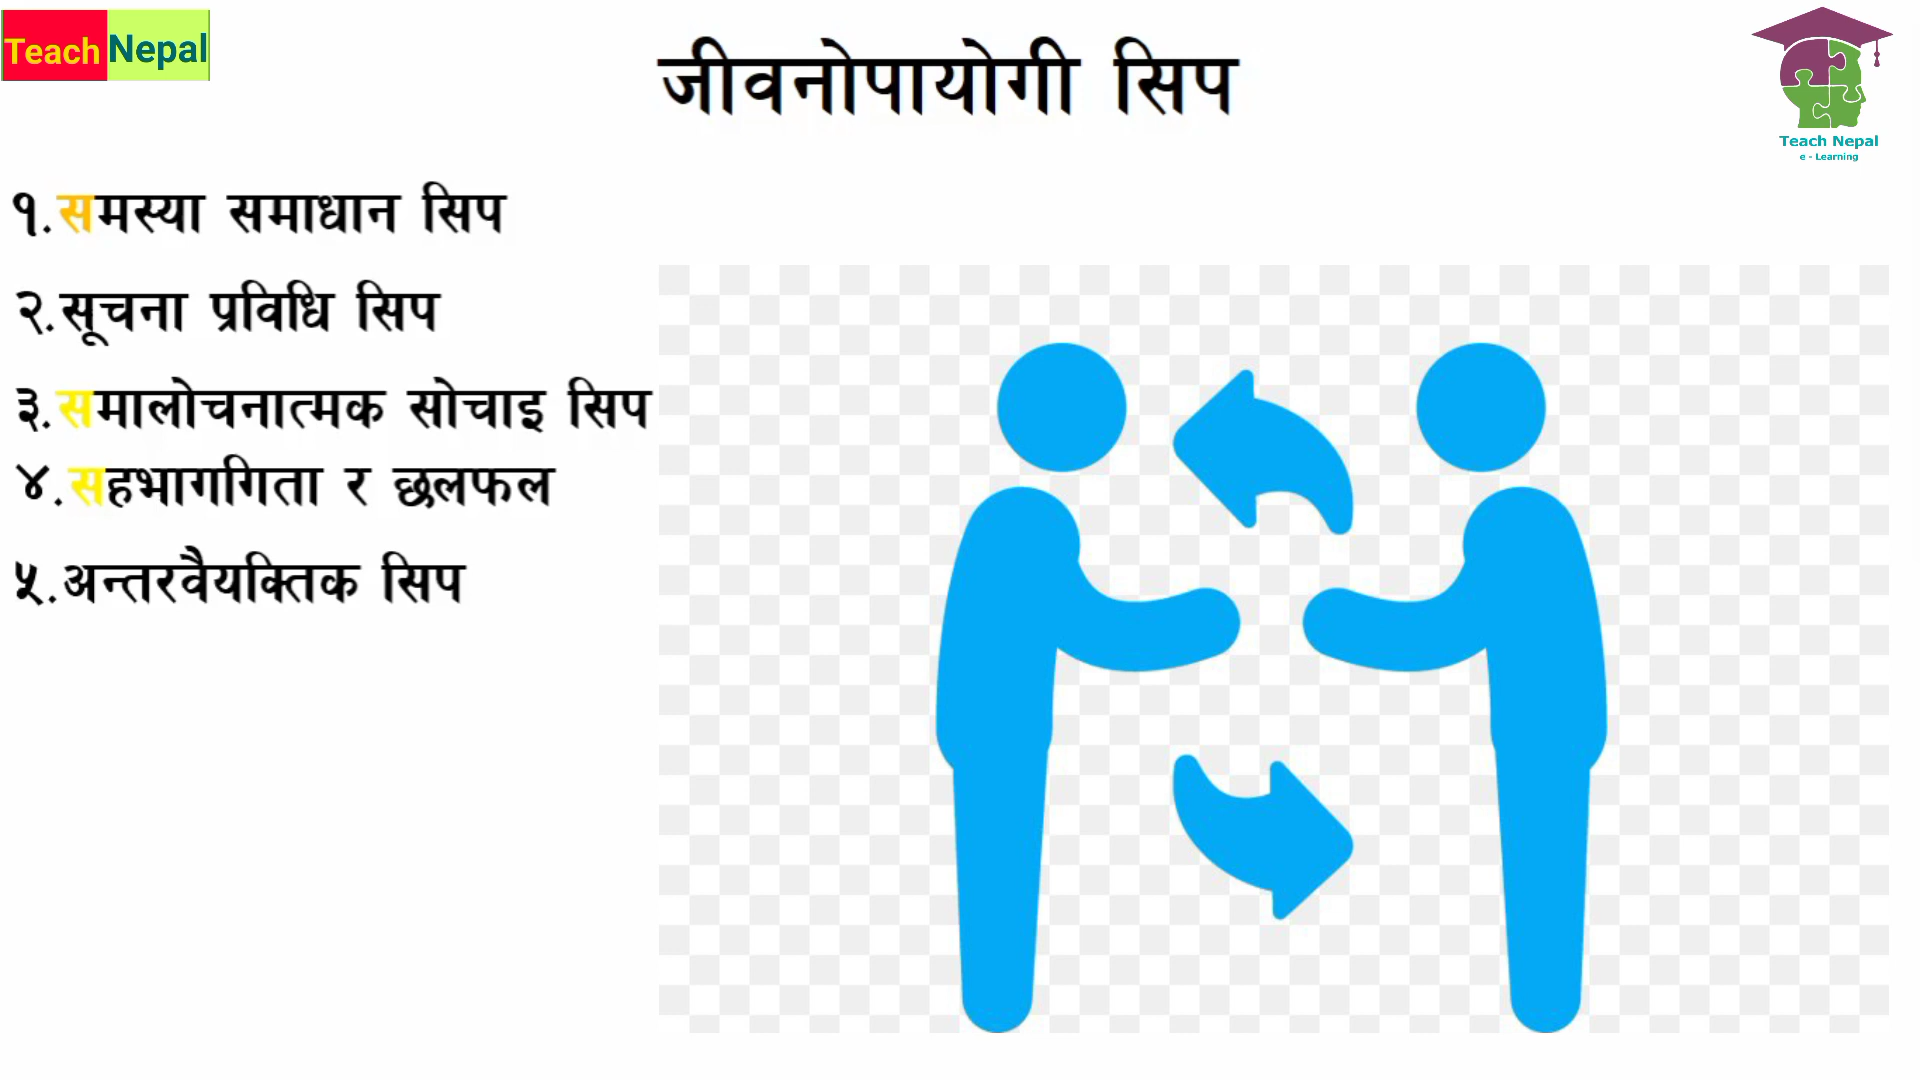 Teach Nepal
जीवनोपायोगी सिप
Teach Nepal
e - Learning
१.समस्या समाधान सिप
२.सूचना प्रविधि सिप
३.समालोचनात्मक सोचाइ सिप
४.सहभागगिता र छलफल
५.अन्तरवैयक्तिक सिप